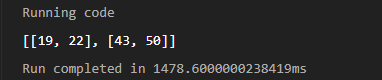 Running code
[[19, 22], [43, 50]]
Run completed in 1478.6000000238419ms